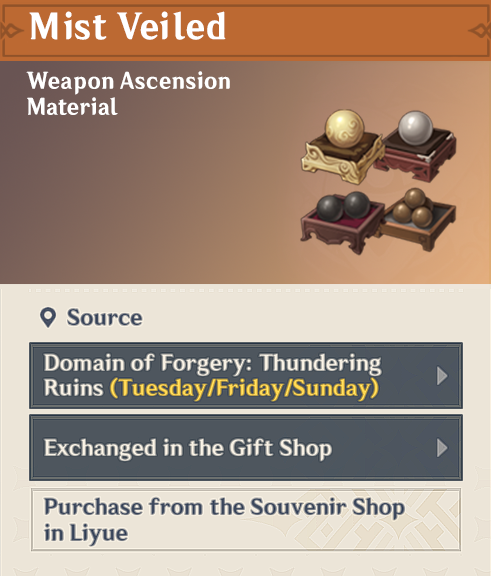 Mist Veiled
Weapon Ascension
Material
Source
Domain of Forgery: Thundering
Ruins (Tuesday/Friday/Sunday)
Exchanged in the Gift Shop
Purchase from the Souvenir Shop
in Liyue